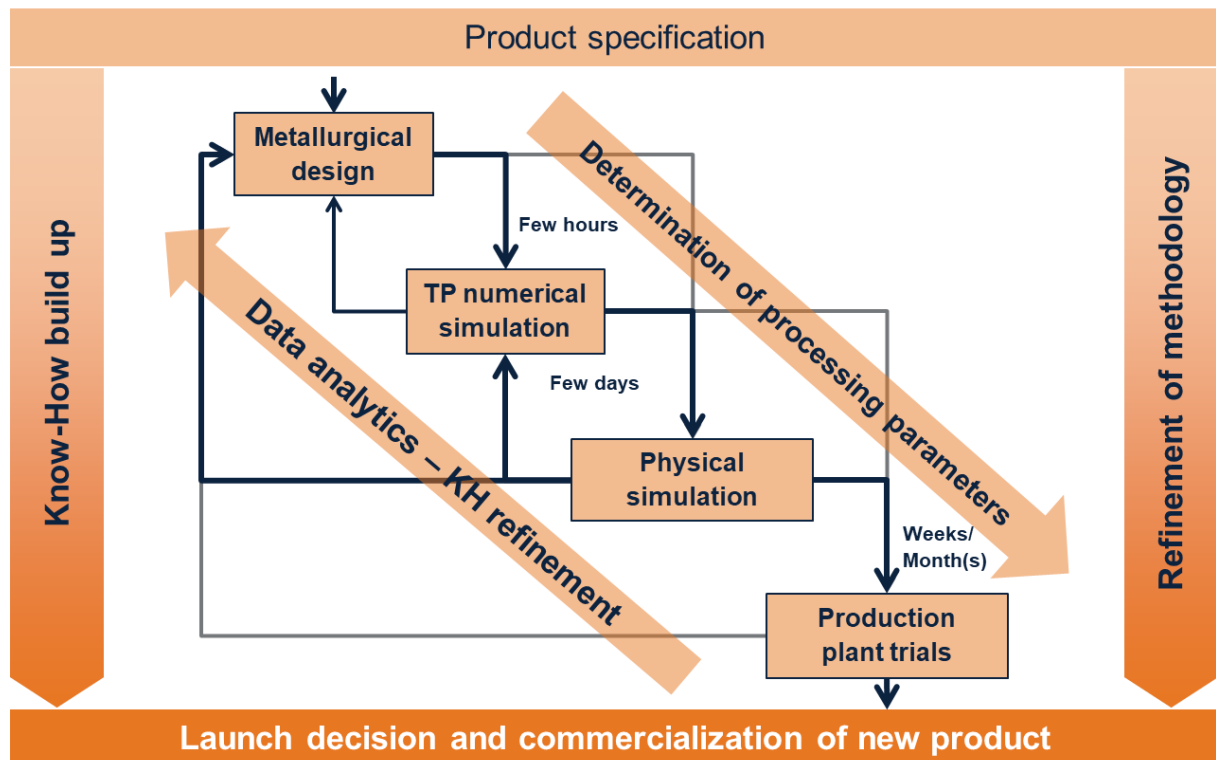 Product specification
Metallurgical
design
Few hours
TP numerical
simulation
Few days
Physical
simulation
Weeks/
Month(s)
Production
plant trials
Know-How build up
Data analytics – KH refinement
Determination of processing parameters
Refinement of methodology
Launch decision and commercialization of new product